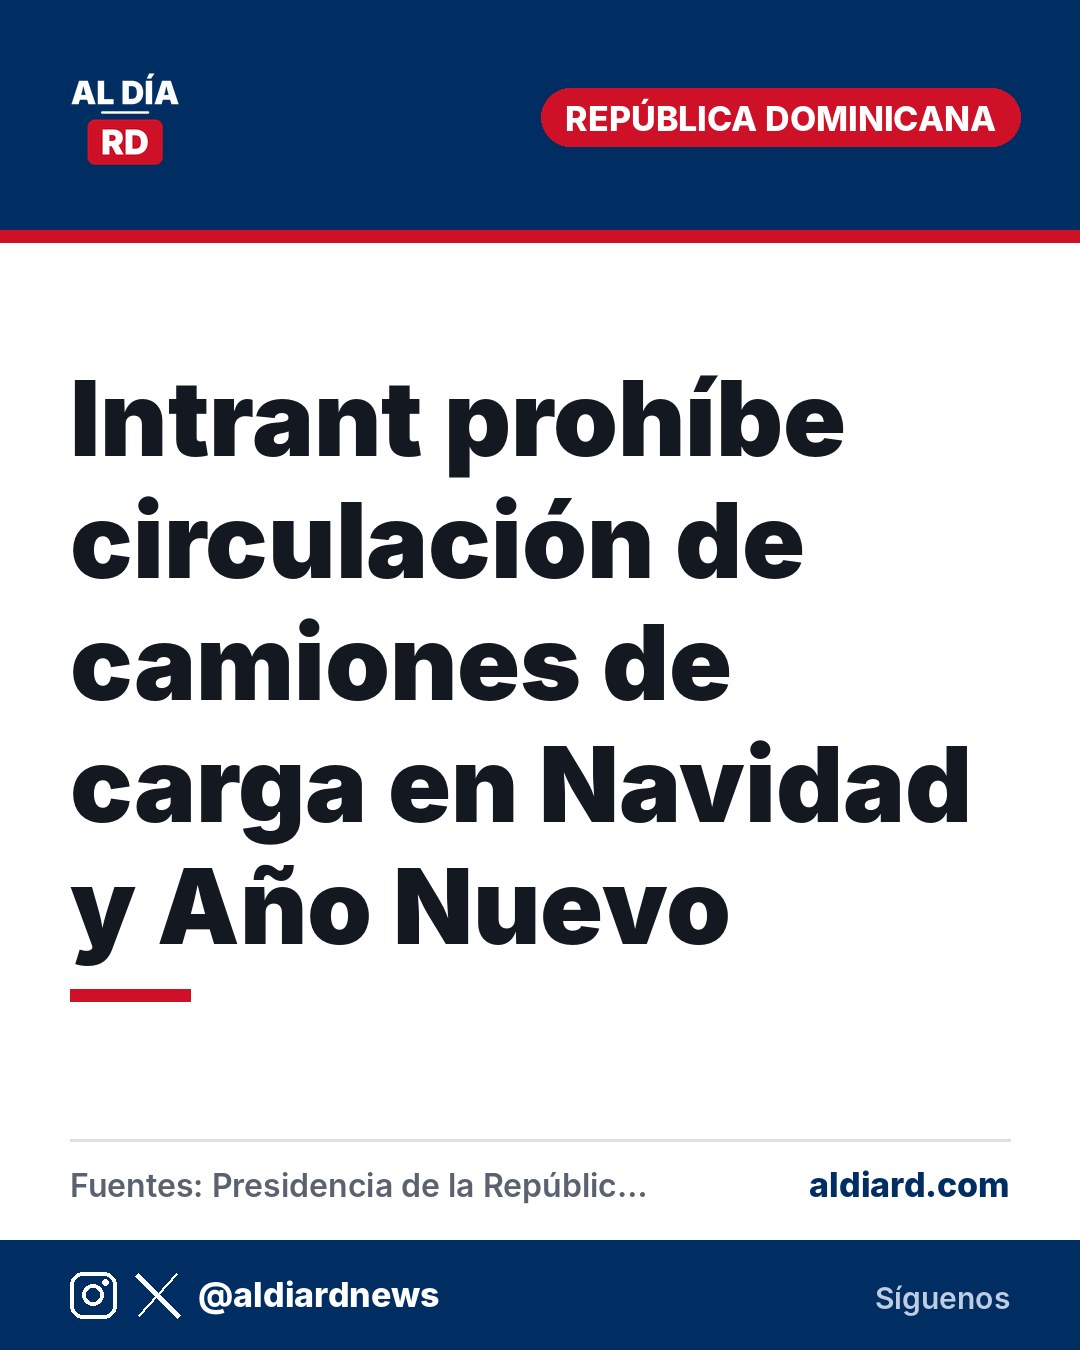 AL DÍA
RD
REPÚBLICA DOMINICANA
Intrant prohíbe
circulación de
camiones de
carga en Navidad
y Año Nuevo
Fuentes: Presidencia de la Repúblic...
aldiard.com
@aldiardnews
Síguenos